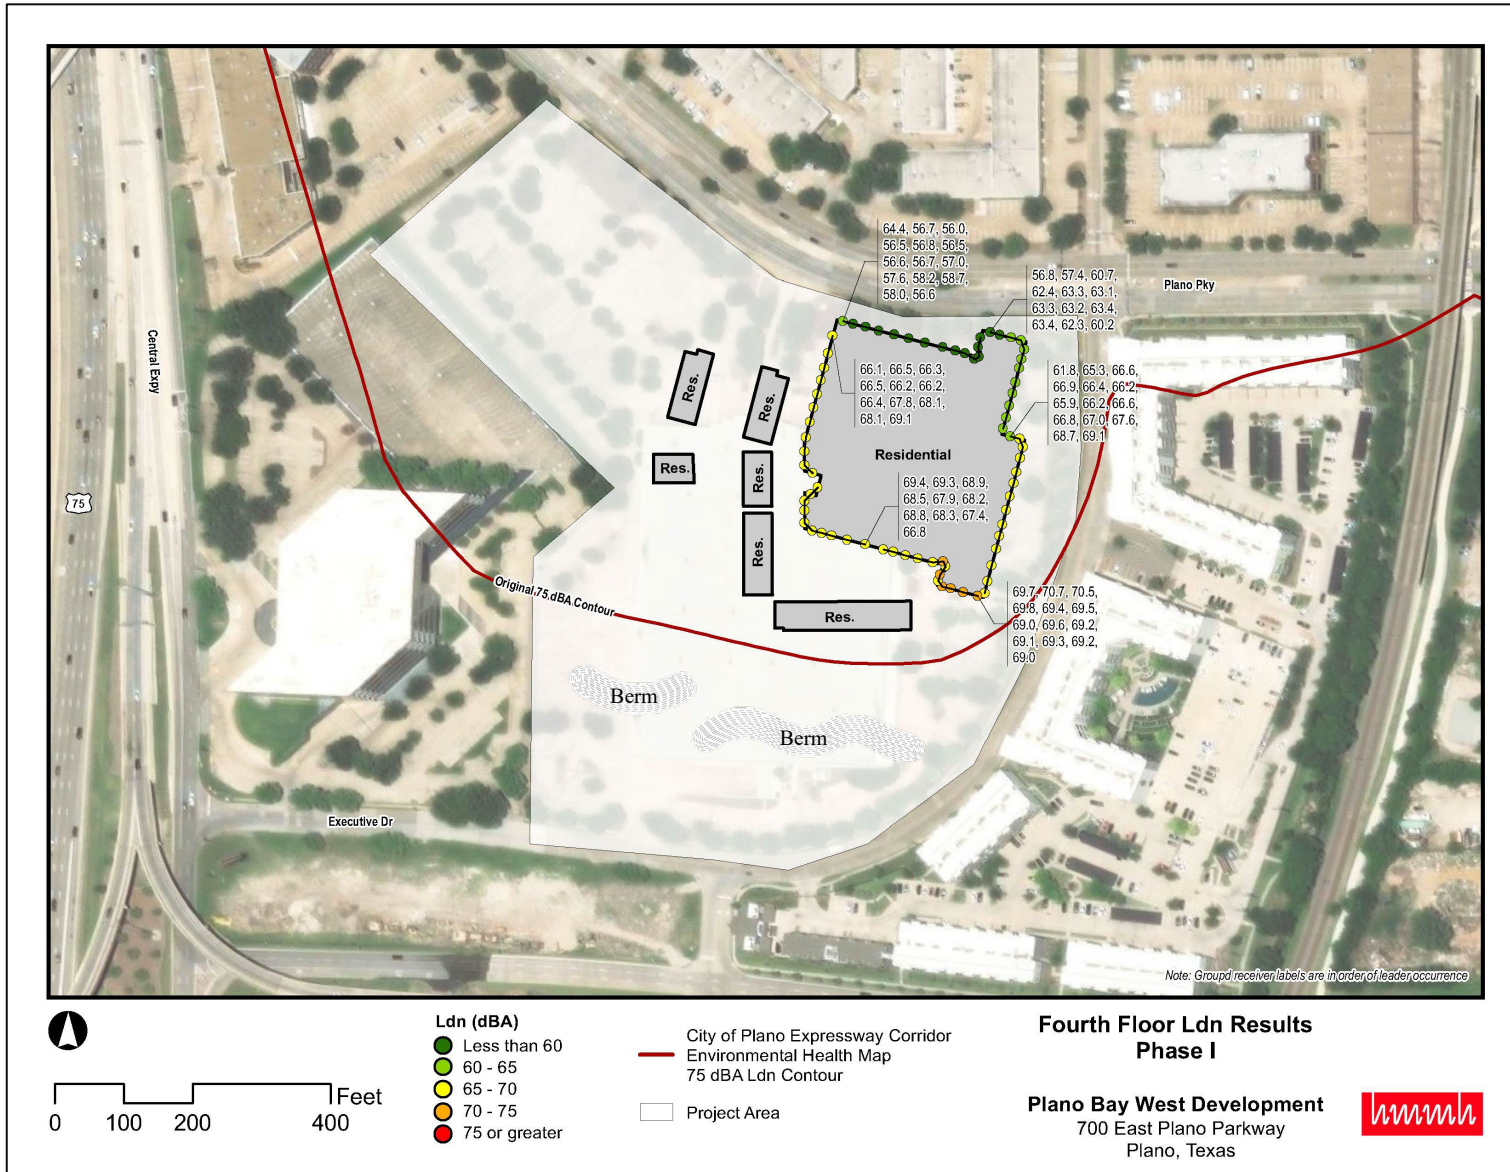 64.4, 56.7, 56.0,
56.5, 56.8, 56.5,
56.6, 56.7, 57.0,
57.6, 58.2, 58.7,
58.0, 56.6
56.8, 57.4, 60.7,
62.4, 63.3, 63.1,
63.3, 63.2, 63.4,
63.4, 62.3, 60.2
Plano Pky
66.1, 66.5, 66.3,
66.5, 66.2, 66.2,
66.4, 67.8, 68.1,
68.1, 69.1
61.8, 65.3, 66.6,
66.9, 66.4, 66.2,
65.9, 66.2, 66.6,
66.8, 67.0, 67.6,
68.7, 69.1
Central Expy
75
Res.
Res.
Res.
Res.
Res.
Res.
Residential
69.4, 69.3, 68.9,
68.5, 67.9, 68.2,
68.8, 68.3, 67.4,
66.8
Original 75 dBA Contour
69.7, 70.7, 70.5,
69.8, 69.4, 69.5,
69.0, 69.6, 69.2,
69.1, 69.3, 69.2,
69.0
Berm
Berm
Executive Dr
Note: Groupd receiver labels are in order of leader occurrence
0 100 200 400 Feet
Ldn (dBA)
Less than 60
60 - 65
65 - 70
70 - 75
75 or greater
City of Plano Expressway Corridor
Environmental Health Map
75 dBA Ldn Contour
Project Area
Fourth Floor Ldn Results
Phase I
Plano Bay West Development
700 East Plano Parkway
Plano, Texas
hmmh